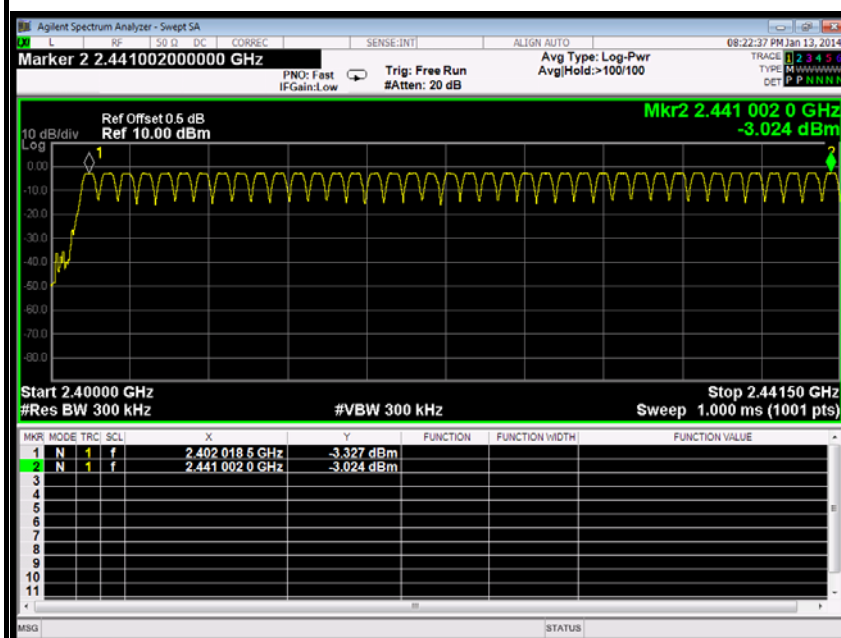 Agilent Spectrum Analyzer - Swept SA
L RF 50 Ω DC CORREC SENSE:INT ALIGN AUTO 08:22:37 PM Jan 13, 2014
Marker 2 2.441002000000 GHz
PNO: Fast
IFGain:Low
Trig: Free Run
#Atten: 20 dB
Avg Type: Log-Pwr
Avg|Hold:>100/100
TRACE 1 2 3 4 5 6
TYPE M WWWWW
DET P P N N N N
Mkr2 2.441 002 0 GHz
-3.024 dBm
Ref Offset 0.5 dB
10 dB/div Ref 10.00 dBm
Log
1
2
0.00
-10.0
-20.0
-30.0
-40.0
-50.0
-60.0
-70.0
-80.0
Start 2.40000 GHz Stop 2.44150 GHz
#Res BW 300 kHz #VBW 300 kHz Sweep 1.000 ms (1001 pts)
MKR MODE TRC SCL X Y FUNCTION FUNCTION WIDTH FUNCTION VALUE
1 N 1 f 2.402 018 5 GHz -3.327 dBm
2 N 1 f 2.441 002 0 GHz -3.024 dBm
3
4
5
6
7
8
9
10
11
MSG STATUS